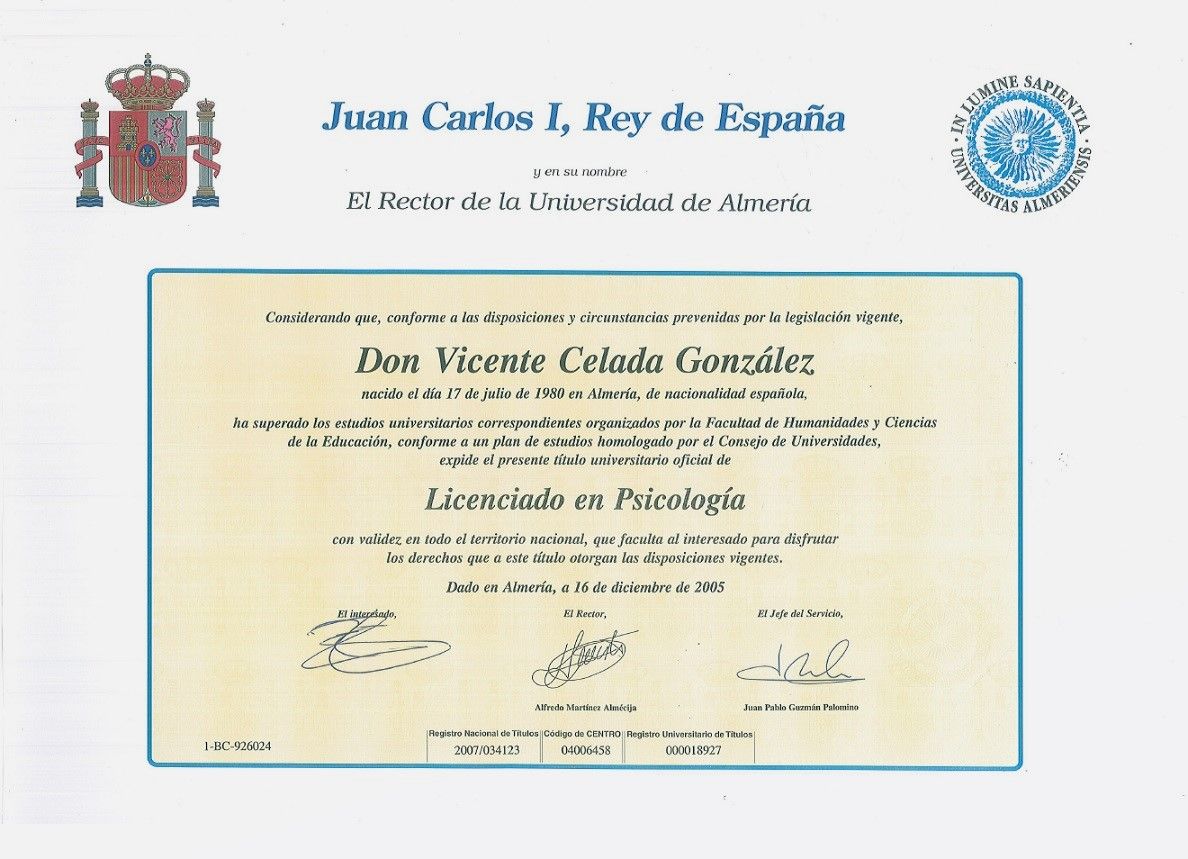 Juan Carlos I, Rey de España
IN LUMINE SAPIENTIA
UNIVERSITAS ALMERIENSIS
y en su nombre
El Rector de la Universidad de Almería
Considerando que, conforme a las disposiciones y circunstancias prevenidas por la legislación vigente,
Don Vicente Celada González
nacido el día 17 de julio de 1980 en Almería, de nacionalidad española,
ha superado los estudios universitarios correspondientes organizados por la Facultad de Humanidades y Ciencias
de la Educación, conforme a un plan de estudios homologado por el Consejo de Universidades,
expide el presente título universitario oficial de
Licenciado en Psicología
con validez en todo el territorio nacional, que faculta al interesado para disfrutar
los derechos que a este título otorgan las disposiciones vigentes.
Dado en Almería, a 16 de diciembre de 2005
El interesado,
El Rector,
El Jefe del Servicio,
Alfredo Martínez Almécija
Juan Pablo Guzmán Palomino
1-BC-926024
Registro Nacional de Títulos
2007/034123
Código de CENTRO
04006458
Registro Universitario de Títulos
000018927